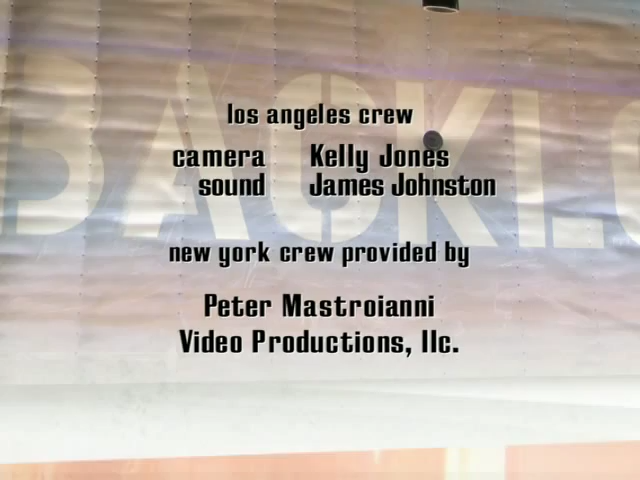 BACKLO
los angeles crew
camera Kelly Jones
sound James Johnston
new york crew provided by
Peter Mastroianni
Video Productions, llc.